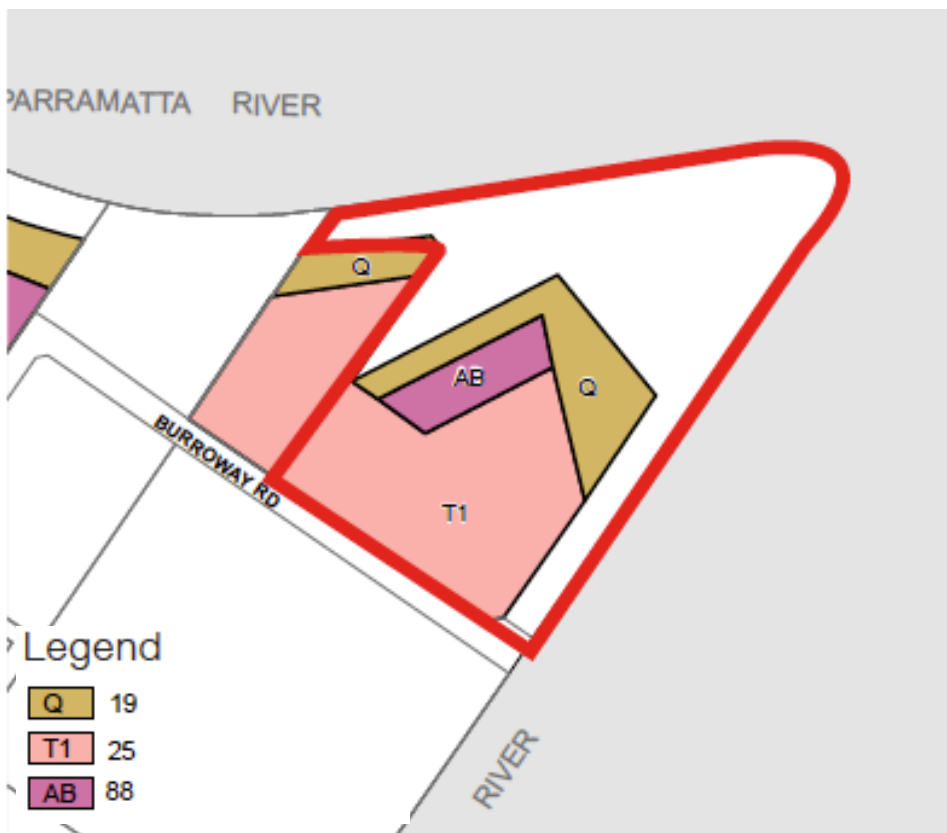 PARRAMATTA RIVER
Q
AB
Q
BURROWAY RD
T1
Legend
Q 19
T1 25
AB 88
RIVER